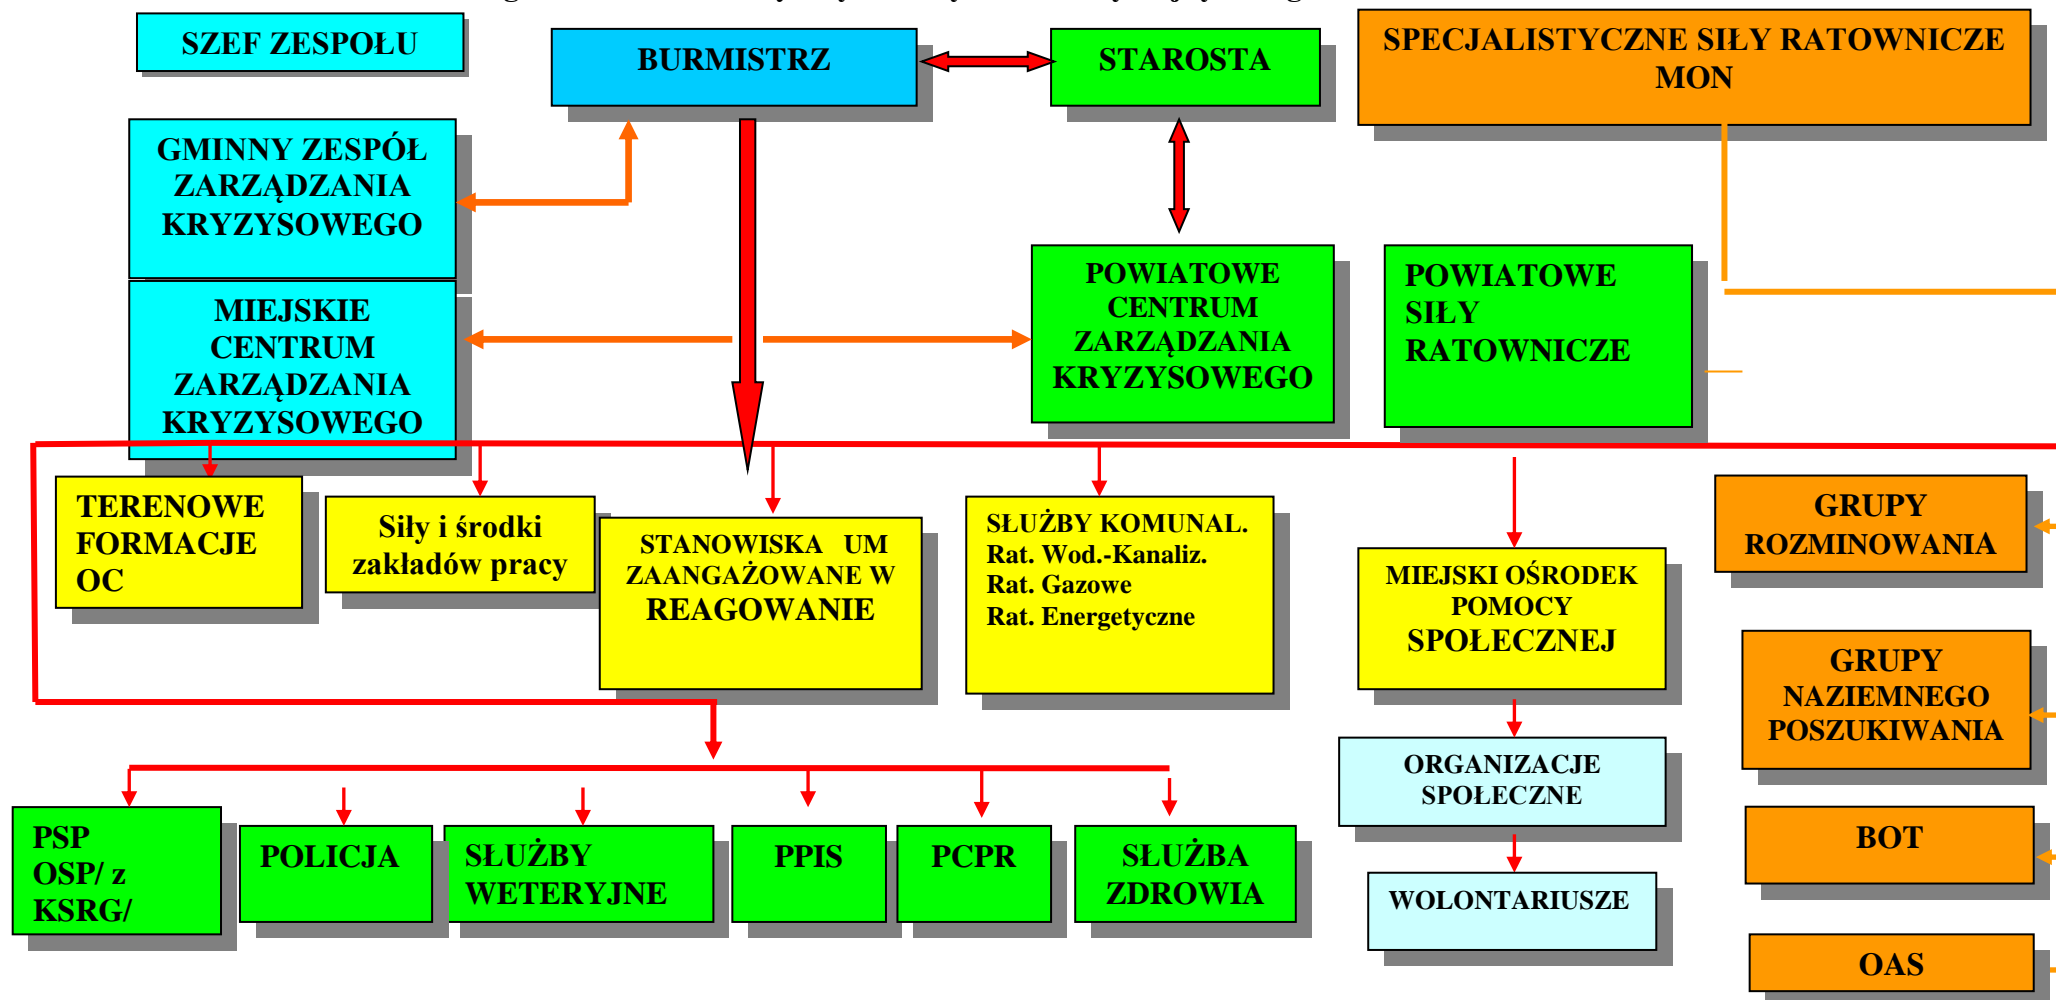 SZEF ZESPOŁU
BURMISTRZ
STAROSTA
SPECJALISTYCZNE SIŁY RATOWNICZE
MON
GMINNY ZESPÓŁ
ZARZĄDZANIA
KRYZYSOWEGO
MIEJSKIE
CENTRUM
ZARZĄDZANIA
KRYZYSOWEGO
POWIATOWE
CENTRUM
ZARZĄDZANIA
KRYZYSOWEGO
POWIATOWE
SIŁY
RATOWNICZE
TERENOWE
FORMACJE
OC
Siły i środki
zakładów pracy
STANOWISKA UM
ZAANGAŻOWANE W
REAGOWANIE
SŁUŻBY KOMUNAL.
Rat. Wod.-Kanaliz.
Rat. Gazowe
Rat. Energetyczne
MIEJSKI OŚRODEK
POMOCY
SPOŁECZNEJ
GRUPY
ROZMINOWANIA
GRUPY
NAZIEMNEGO
POSZUKIWANIA
ORGANIZACJE
SPOŁECZNE
WOLONTARIUSZE
BOT
OAS
PSP
OSP/ z
KSRG/
POLICJA
SŁUŻBY
WETERYJNE
PPIS
PCPR
SŁUŻBA
ZDROWIA